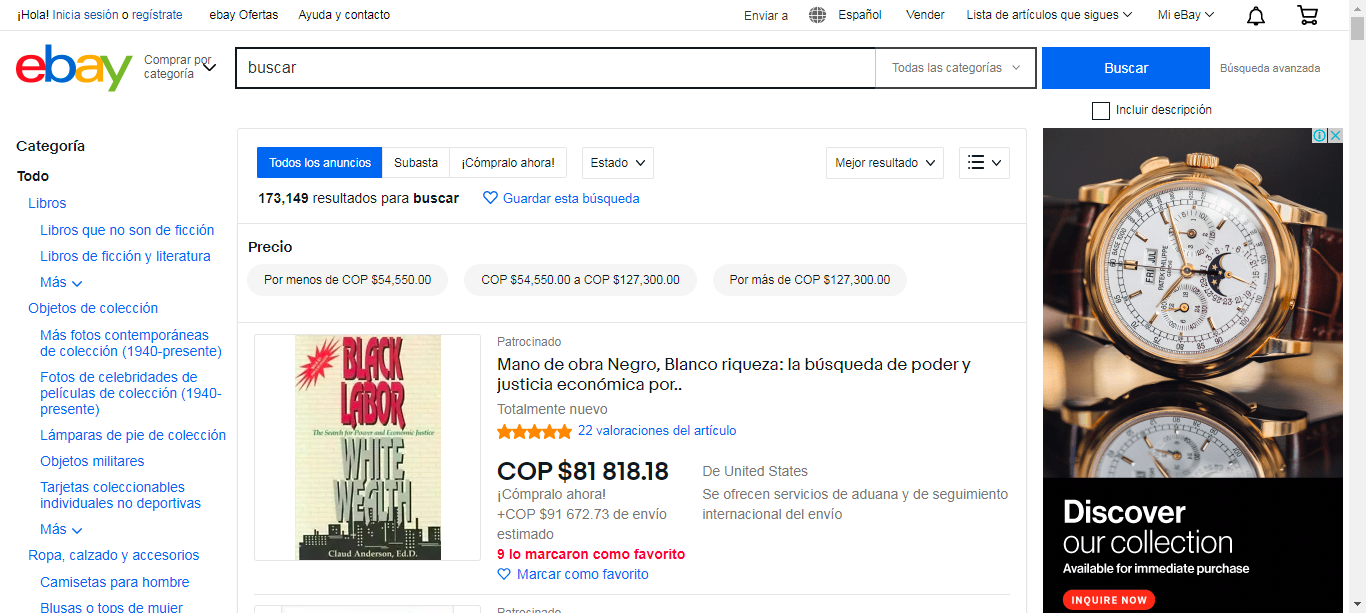 ¡Hola! Inicia sesión o regístrate
ebay Ofertas
Ayuda y contacto
Enviar a
Español
Vender
Lista de artículos que sigues
Mi eBay
ebay
Comprar por
categoría
buscar
Todas las categorías
Buscar
Búsqueda avanzada
Incluir descripción
Categoría
Todo
Libros
Libros que no son de ficción
Libros de ficción y literatura
Más
Objetos de colección
Más fotos contemporáneas
de colección (1940-presente)
Fotos de celebridades de
películas de colección (1940-
presente)
Lámparas de pie de colección
Objetos militares
Tarjetas coleccionables
individuales no deportivas
Más
Ropa, calzado y accesorios
Camisetas para hombre
Blusas o tops de mujer
Todos los anuncios
Subasta
¡Cómpralo ahora!
Estado
Mejor resultado
173,149 resultados para buscar
Guardar esta búsqueda
Precio
Por menos de COP $54,550.00
COP $54,550.00 a COP $127,300.00
Por más de COP $127,300.00
BLACK
LABOR
The Search for Power and Economic Justice
WHITE
WEALTH
Claud Anderson, Ed.D.
Patrocinado
Mano de obra Negro, Blanco riqueza: la búsqueda de poder y
justicia económica por..
Totalmente nuevo
22 valoraciones del artículo
COP $81 818.18
¡Cómpralo ahora!
+COP $91 672.73 de envío
estimado
9 lo marcaron como favorito
Marcar como favorito
De United States
Se ofrecen servicios de aduana y de seguimiento
internacional del envío
Patrocinado
FRI JUL
PATEK PHILIPPE
Discover
our collection
Available for immediate purchase
INQUIRE NOW